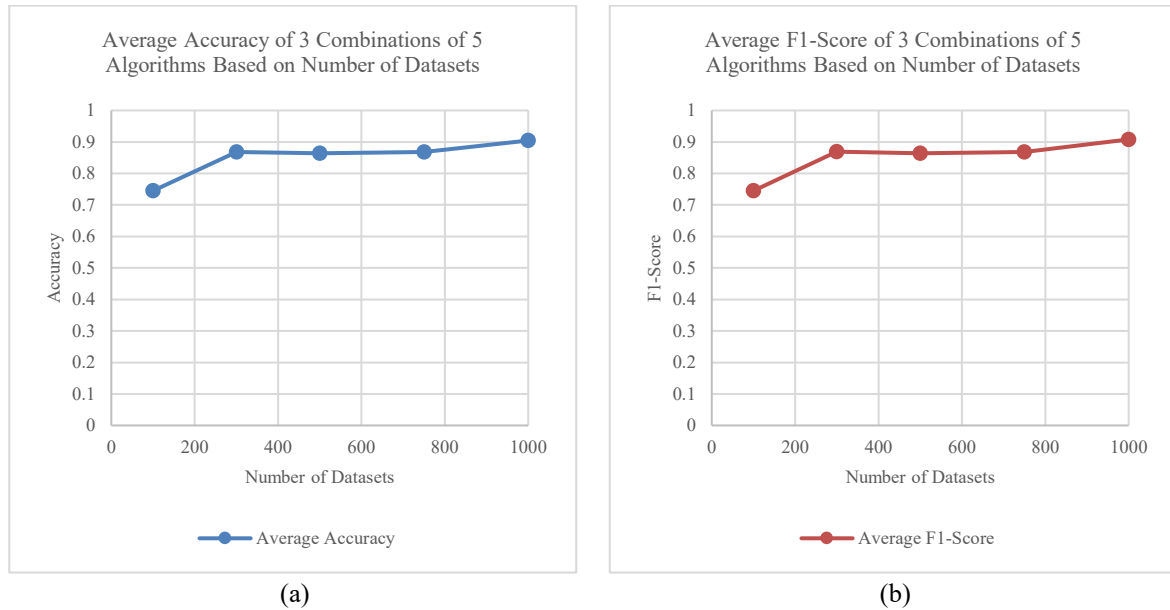 Average Accuracy of 3 Combinations of 5
Algorithms Based on Number of Datasets
1
0.9
0.8
0.7
0.6
0.5
0.4
0.3
0.2
0.1
0
Accuracy
0 200 400 600 800 1000
Number of Datasets
Average Accuracy
(a)
Average F1-Score of 3 Combinations of 5
Algorithms Based on Number of Datasets
1
0.9
0.8
0.7
0.6
0.5
0.4
0.3
0.2
0.1
0
F1-Score
0 200 400 600 800 1000
Number of Datasets
Average F1-Score
(b)